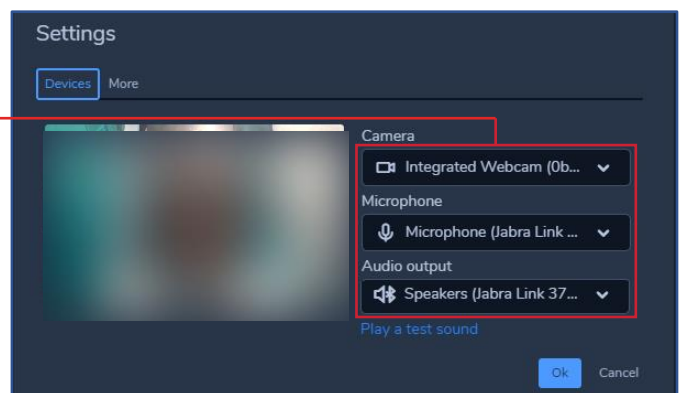 Settings
Devices More
Camera
Integrated Webcam (0b...
Microphone
Microphone (Jabra Link ...
Audio output
Speakers (Jabra Link 37...
Play a test sound
Ok Cancel